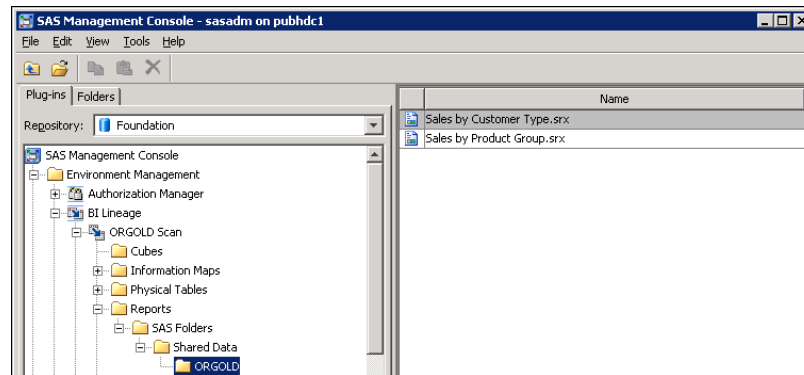 SAS Management Console - sasadm on pubhdc1
File Edit View Tools Help
Plug-ins Folders
Repository: Foundation
SAS Management Console
Environment Management
Authorization Manager
BI Lineage
ORGOLD Scan
Cubes
Information Maps
Physical Tables
Reports
SAS Folders
Shared Data
ORGOLD
Name
Sales by Customer Type.srx
Sales by Product Group.srx